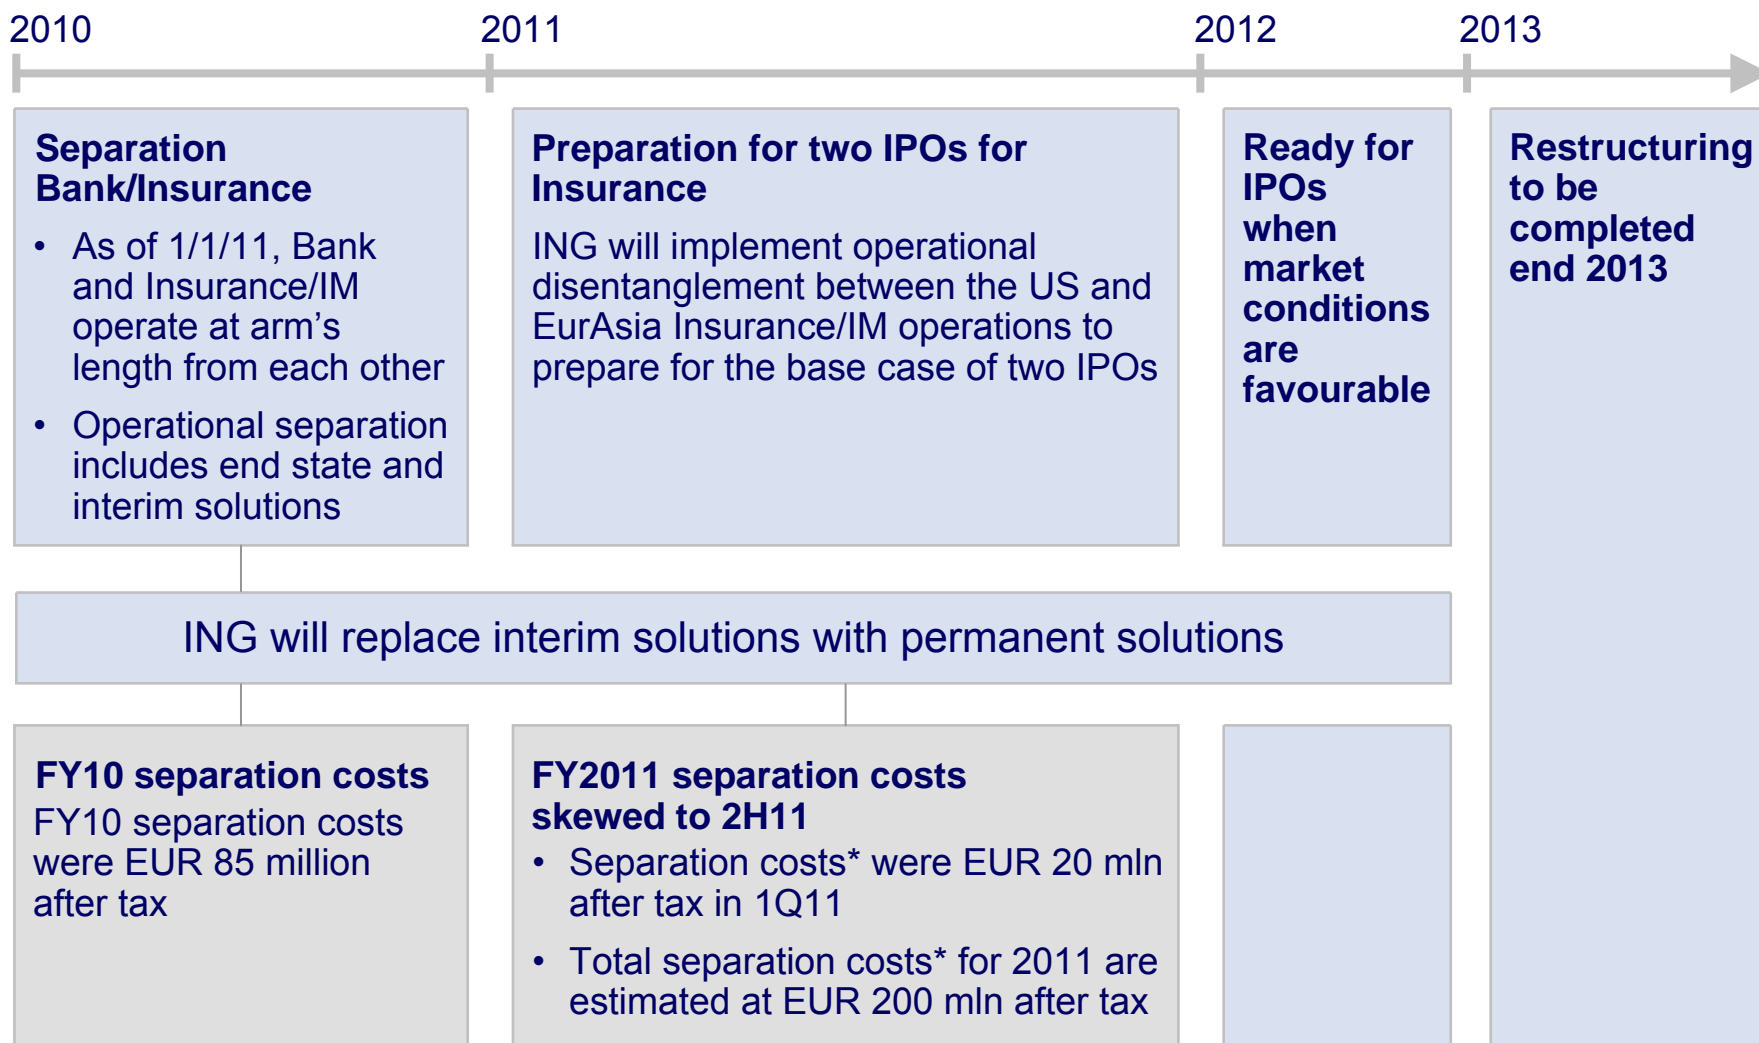 2010
2011
2012
2013
Separation
Bank/Insurance
• As of 1/1/11, Bank
and Insurance/IM
operate at arm's
length from each other
• Operational separation
includes end state and
interim solutions
Preparation for two IPOs for
Insurance
ING will implement operational
disentanglement between the US and
EurAsia Insurance/IM operations to
prepare for the base case of two IPOs
Ready for
IPOs
when
market
conditions
are
favourable
Restructuring
to be
completed
end 2013
ING will replace interim solutions with permanent solutions
FY10 separation costs
FY10 separation costs
were EUR 85 million
after tax
FY2011 separation costs
skewed to 2H11
• Separation costs* were EUR 20 mln
after tax in 1Q11
• Total separation costs* for 2011 are
estimated at EUR 200 mln after tax